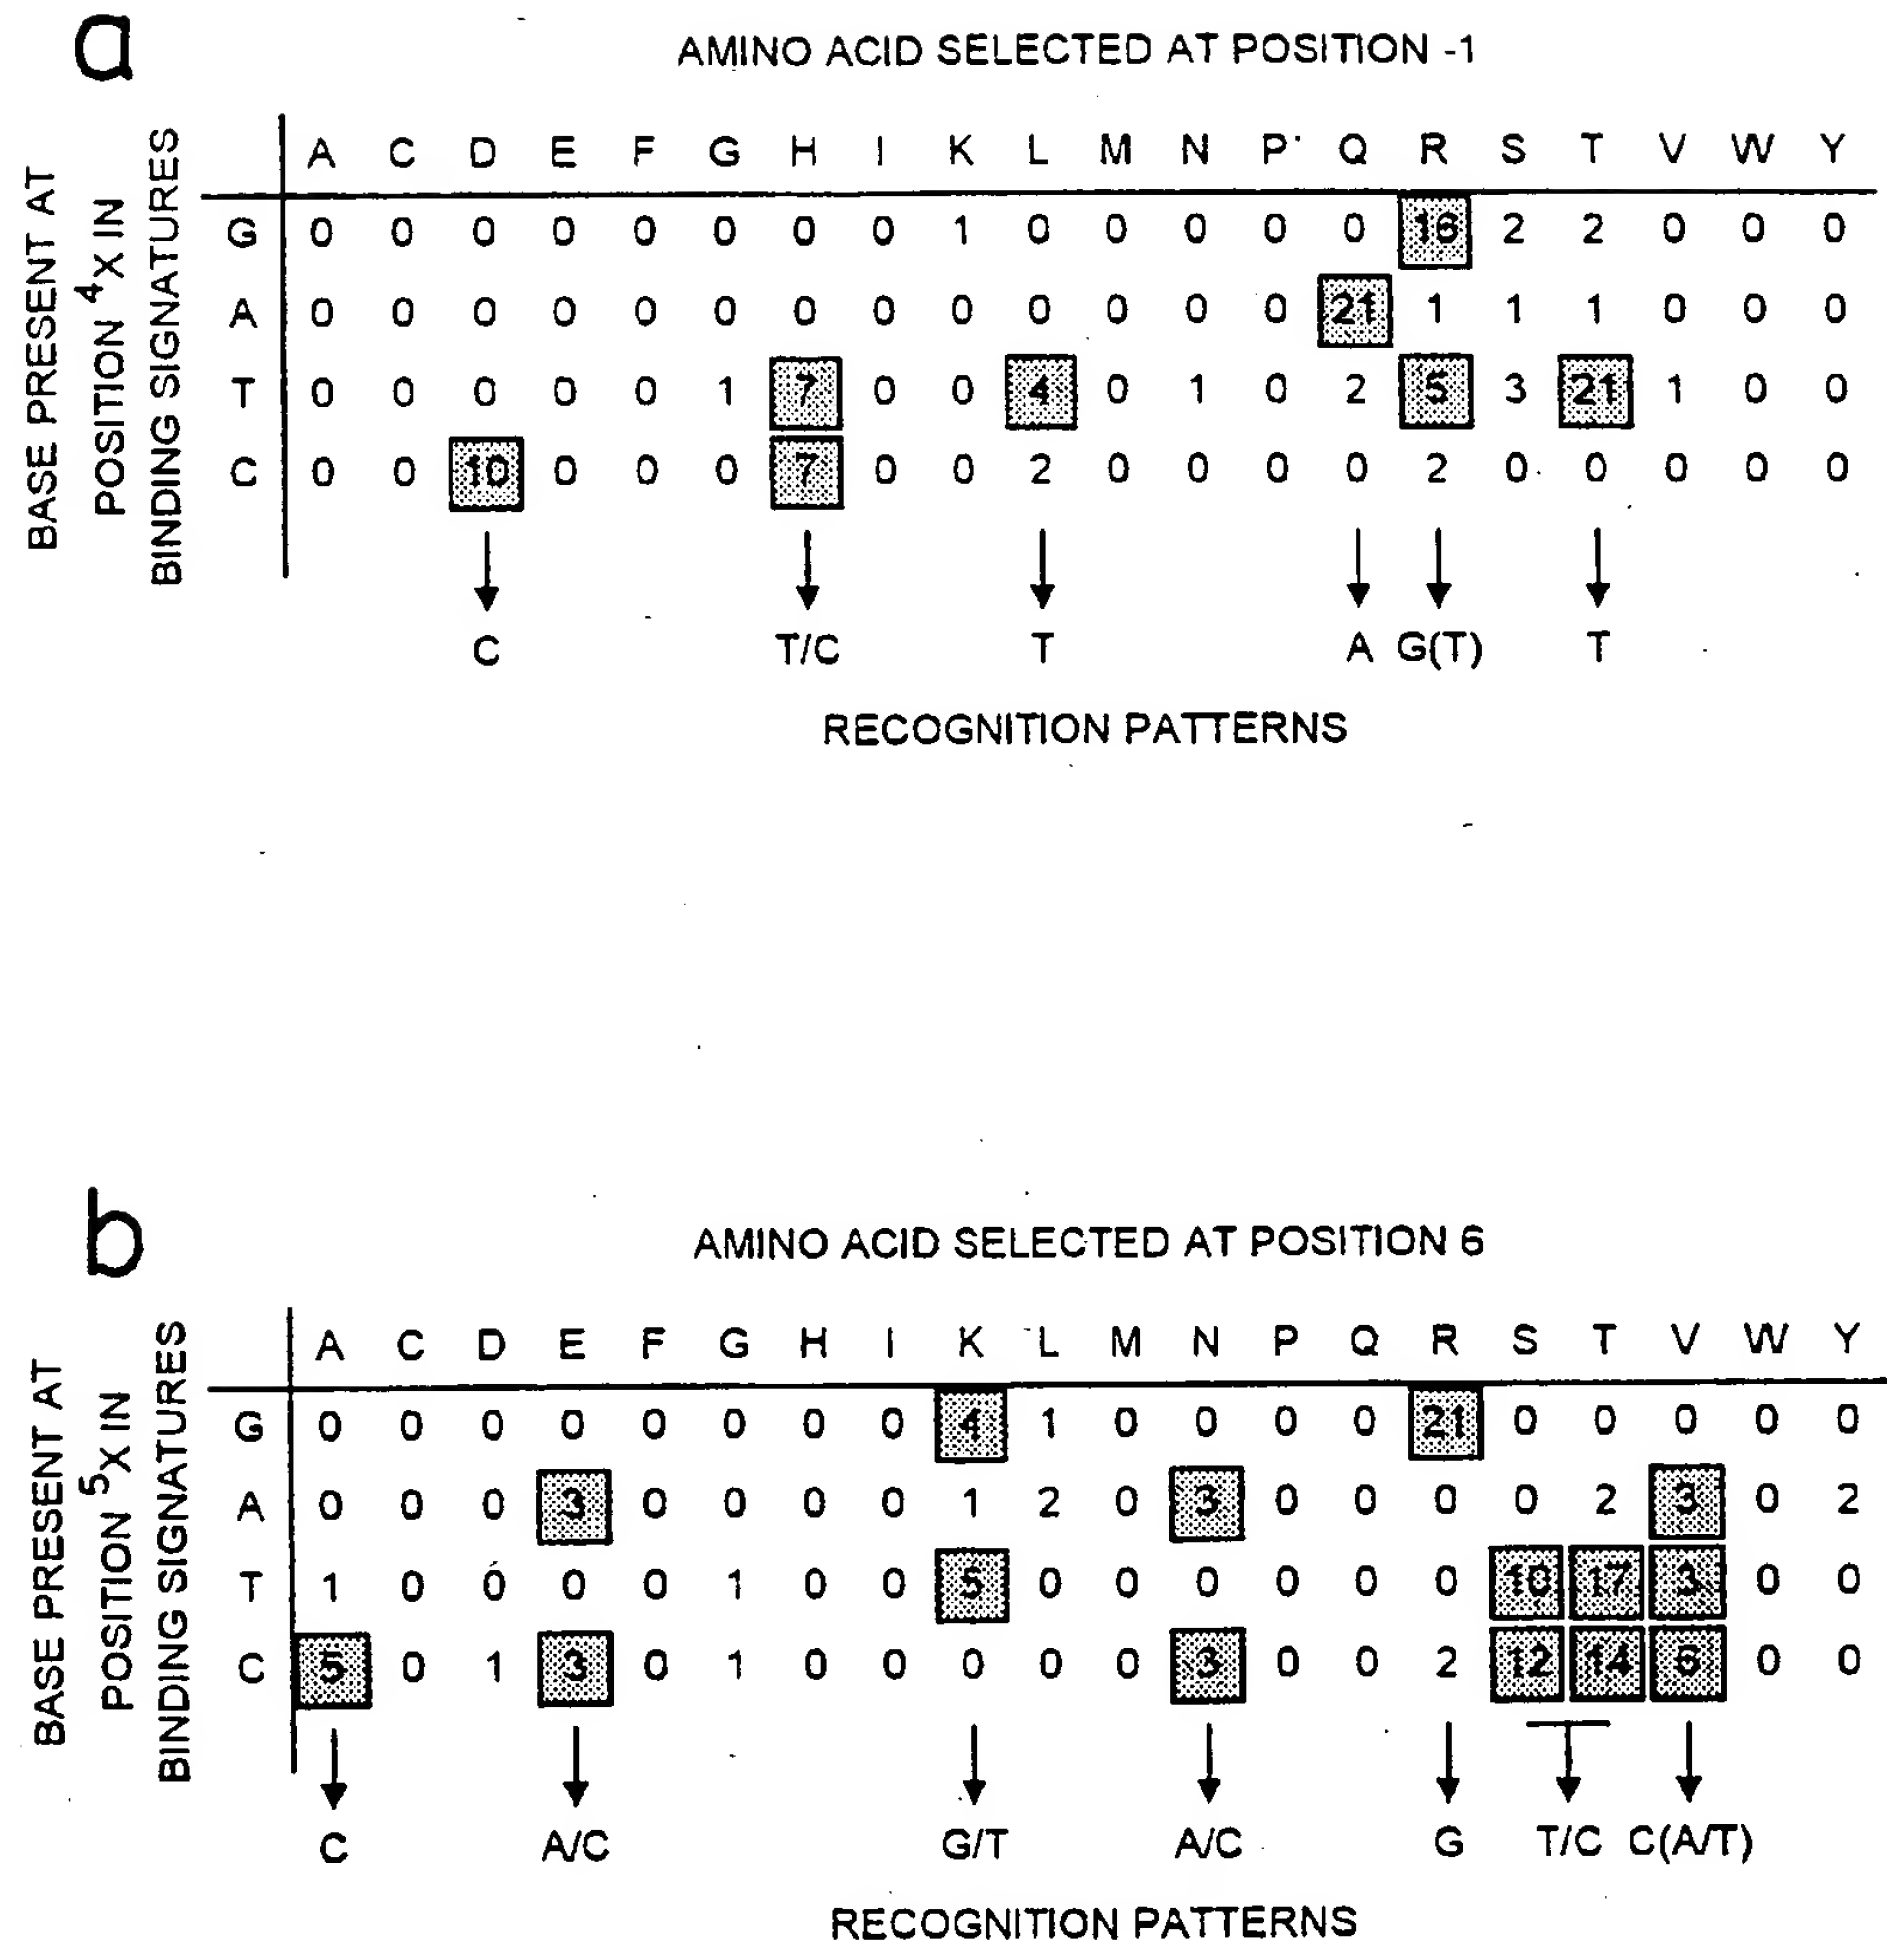 a
AMINO ACID SELECTED AT POSITION -1
BASE PRESENT AT
POSITION ⁴X IN
BINDING SIGNATURES
A C D E F G H I K L M N P Q R S T V W Y
G 0 0 0 0 0 0 0 0 1 0 0 0 0 0 16 2 2 0 0 0
A 0 0 0 0 0 0 0 0 0 0 0 0 0 21 1 1 1 0 0 0
T 0 0 0 0 0 1 7 0 0 4 0 1 0 2 5 3 21 1 0 0
C 0 0 10 0 0 0 7 0 0 2 0 0 0 0 2 0 0 0 0 0
C T/C T A G(T) T
RECOGNITION PATTERNS
b
AMINO ACID SELECTED AT POSITION 6
BASE PRESENT AT
POSITION ⁵X IN
BINDING SIGNATURES
A C D E F G H I K L M N P Q R S T V W Y
G 0 0 0 0 0 0 0 0 4 1 0 0 0 0 21 0 0 0 0 0
A 0 0 0 3 0 0 0 0 1 2 0 3 0 0 0 0 2 3 0 2
T 1 0 0 0 0 1 0 0 5 0 0 0 0 0 0 10 17 3 0 0
C 5 0 1 3 0 1 0 0 0 0 0 3 0 0 2 12 14 6 0 0
C A/C G/T A/C G T/C C(A/T)
RECOGNITION PATTERNS